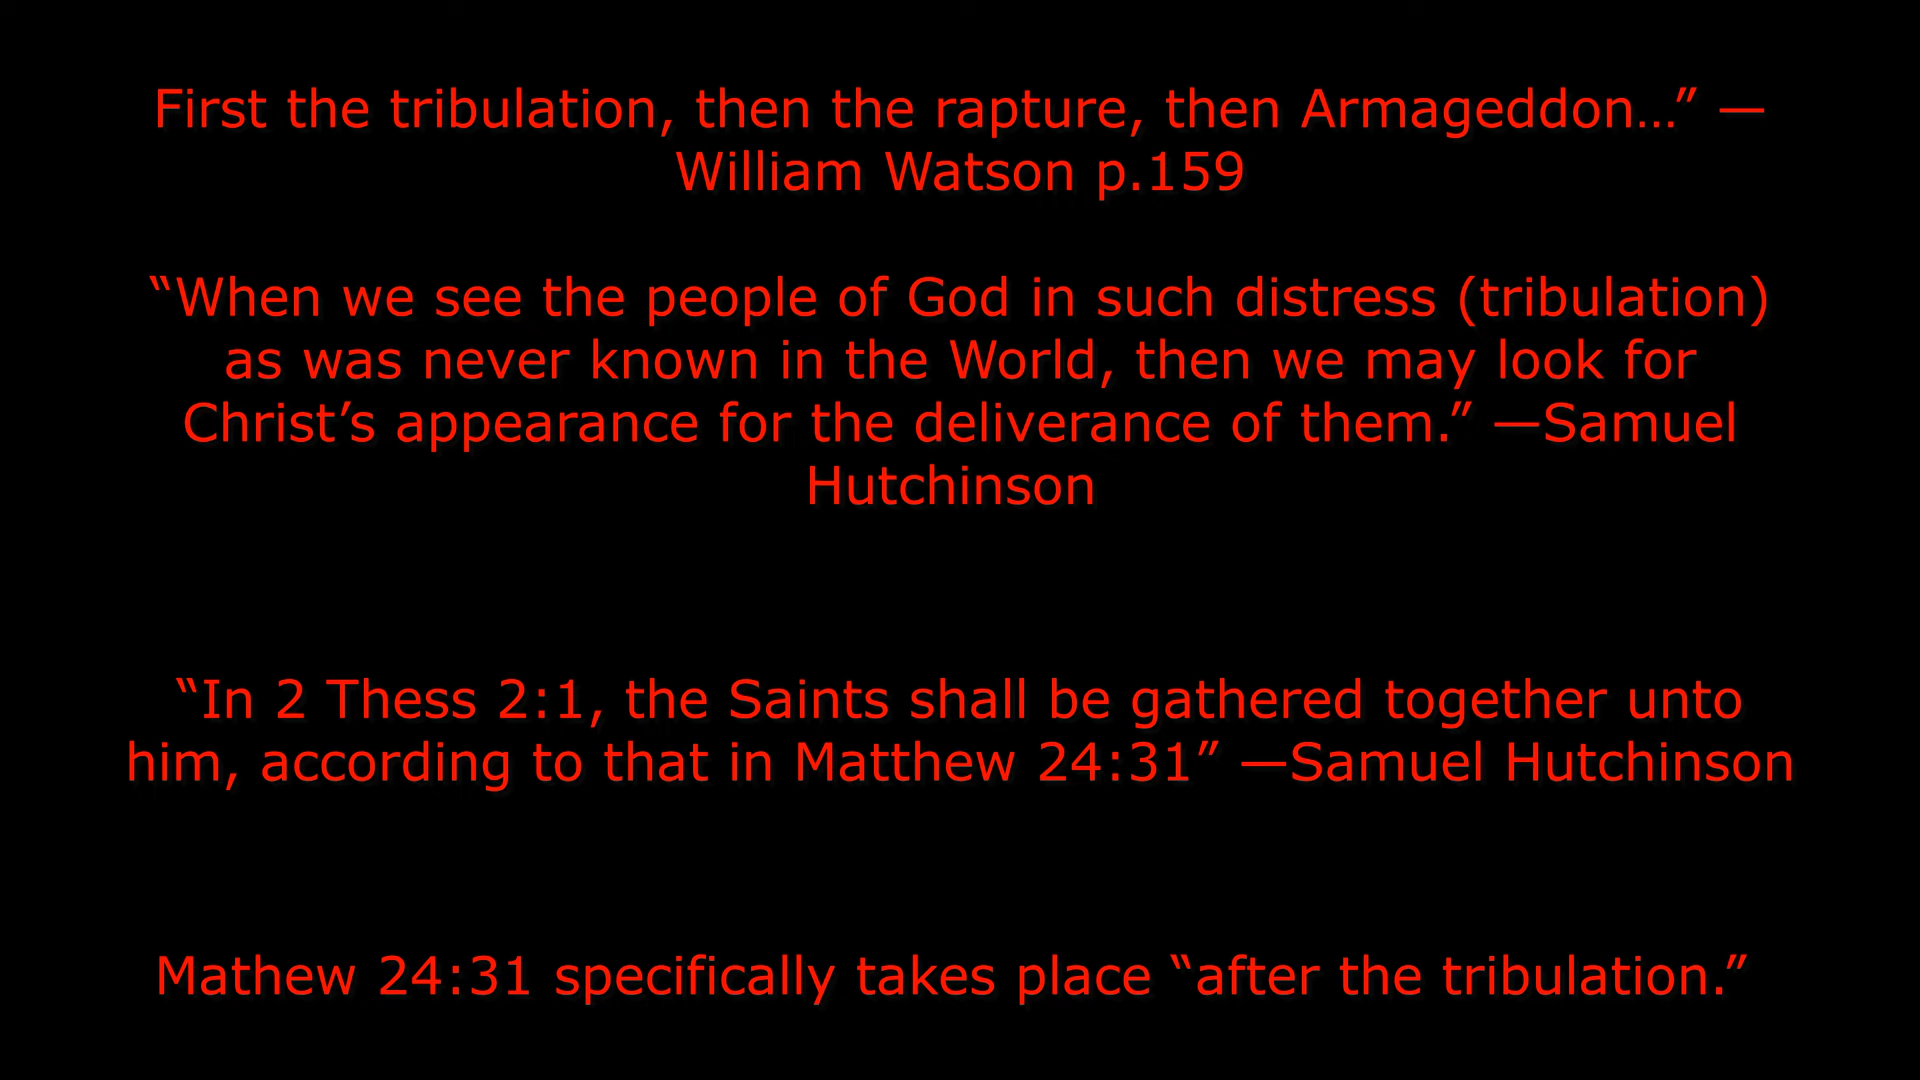 First the tribulation, then the rapture, then Armageddon…” —
William Watson p.159
“When we see the people of God in such distress (tribulation)
as was never known in the World, then we may look for
Christ’s appearance for the deliverance of them.” —Samuel
Hutchinson
“In 2 Thess 2:1, the Saints shall be gathered together unto
him, according to that in Matthew 24:31” —Samuel Hutchinson
Mathew 24:31 specifically takes place “after the tribulation.”